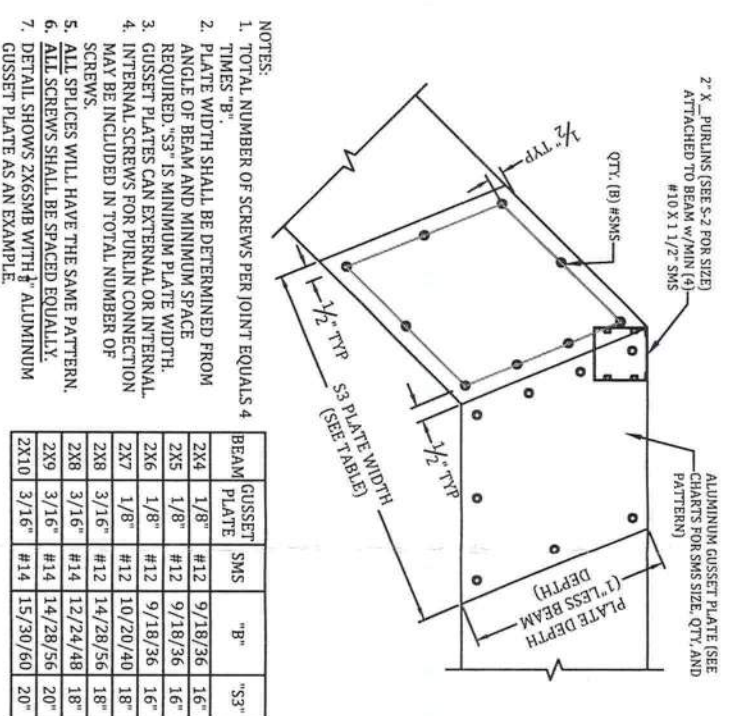 2" X _PURLINS (SEE S-2 FOR SIZE)
ATTACHED TO BEAM w/MIN (4)
#10 X 1 1/2" SMS
ALUMINUM GUSSET PLATE (SEE
CHARTS FOR SMS SIZE, QTY, AND
PATTERN)
QTY. (B) #SMS
1/2" TYP
1/2" TYP
1/2" TYP
S3 PLATE WIDTH
(SEE TABLE)
PLATE DEPTH
(1" LESS BEAM
DEPTH)
NOTES:
1. TOTAL NUMBER OF SCREWS PER JOINT EQUALS 4
TIMES "B".
2. PLATE WIDTH SHALL BE DETERMINED FROM
ANGLE OF BEAM AND MINIMUM SPACE
REQUIRED. "S3" IS MINIMUM PLATE WIDTH.
3. GUSSET PLATES CAN EXTERNAL OR INTERNAL.
4. INTERNAL SCREWS FOR PURLIN CONNECTION
MAY BE INCLUDED IN TOTAL NUMBER OF
SCREWS.
5. ALL SPLICES WILL HAVE THE SAME PATTERN.
6. ALL SCREWS SHALL BE SPACED EQUALLY.
7. DETAIL SHOWS 2X6SMB WITH 1/8" ALUMINUM
GUSSET PLATE AS AN EXAMPLE.
BEAM GUSSET PLATE SMS "B" "S3"
2X4 1/8" #12 9/18/36 16"
2X5 1/8" #12 9/18/36 16"
2X6 1/8" #12 9/18/36 16"
2X7 1/8" #12 10/20/40 18"
2X8 3/16" #12 14/28/56 18"
2X8 3/16" #14 12/24/48 18"
2X9 3/16" #14 14/28/56 20"
2X10 3/16" #14 15/30/60 20"